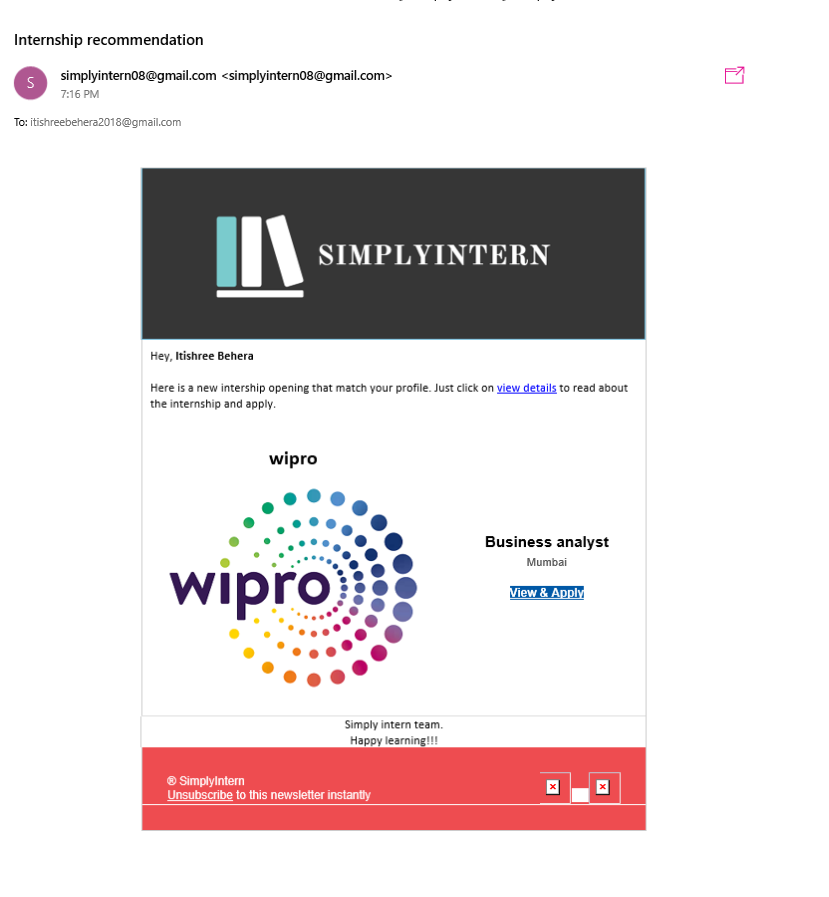 Internship recommendation
S
simplyintern08@gmail.com <simplyintern08@gmail.com>
7:16 PM
To: itishreebehera2018@gmail.com
SIMPLYINTERN
Hey, Itishree Behera
Here is a new intership opening that match your profile. Just click on view details to read about
the internship and apply.
wipro
wipro
Business analyst
Mumbai
View & Apply
Simply intern team.
Happy learning!!!
® SimplyIntern
Unsubscribe to this newsletter instantly